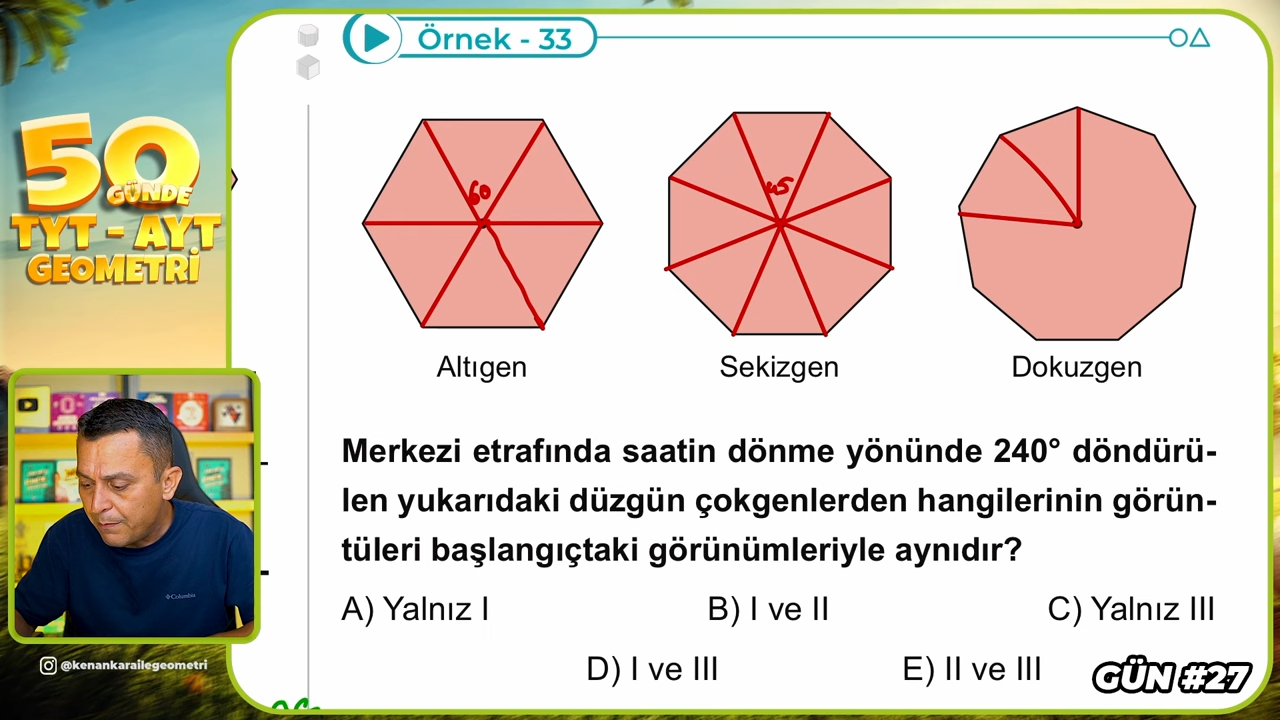 Örnek - 33
50
GÜNDE
TYT - AYT
GEOMETRİ
60
45
Altıgen
Sekizgen
Dokuzgen
Merkezi etrafında saatin dönme yönünde 240° döndürü-
len yukarıdaki düzgün çokgenlerden hangilerinin görün-
tüleri başlangıçtaki görünümleriyle aynıdır?
A) Yalnız I
B) I ve II
C) Yalnız III
D) I ve III
E) II ve III
Columbia
@kenankarailegeometri
GÜN #27